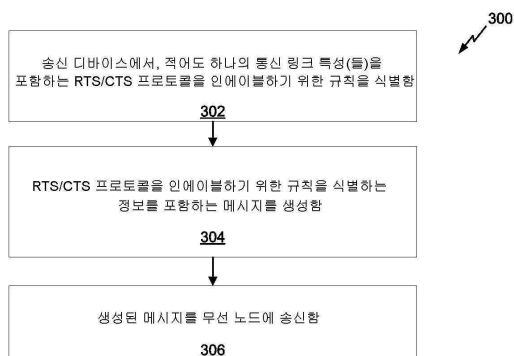 300
송신 디바이스에서, 적어도 하나의 통신 링크 특성(들)을
포함하는 RTS/CTS 프로토콜을 인에이블하기 위한 규칙을 식별함
302
RTS/CTS 프로토콜을 인에이블하기 위한 규칙을 식별하는
정보를 포함하는 메시지를 생성함
304
생성된 메시지를 무선 노드에 송신함
306